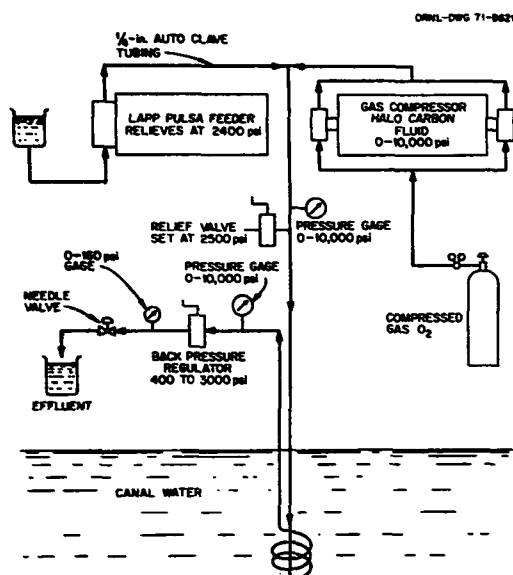 ORNL-DWG 71-8621
1/8-in. AUTO CLAVE
TUBING
LAPP PULSA FEEDER
RELIEVES AT 2400 psi
GAS COMPRESSOR
HALO CARBON
FLUID
0-10,000 psi
RELIEF VALVE
SET AT 2500 psi
PRESSURE GAGE
0-10,000 psi
0-160 psi
GAGE
PRESSURE GAGE
0-10,000 psi
NEEDLE
VALVE
BACK PRESSURE
REGULATOR
400 TO 3000 psi
EFFLUENT
COMPRESSED
GAS O2
CANAL WATER